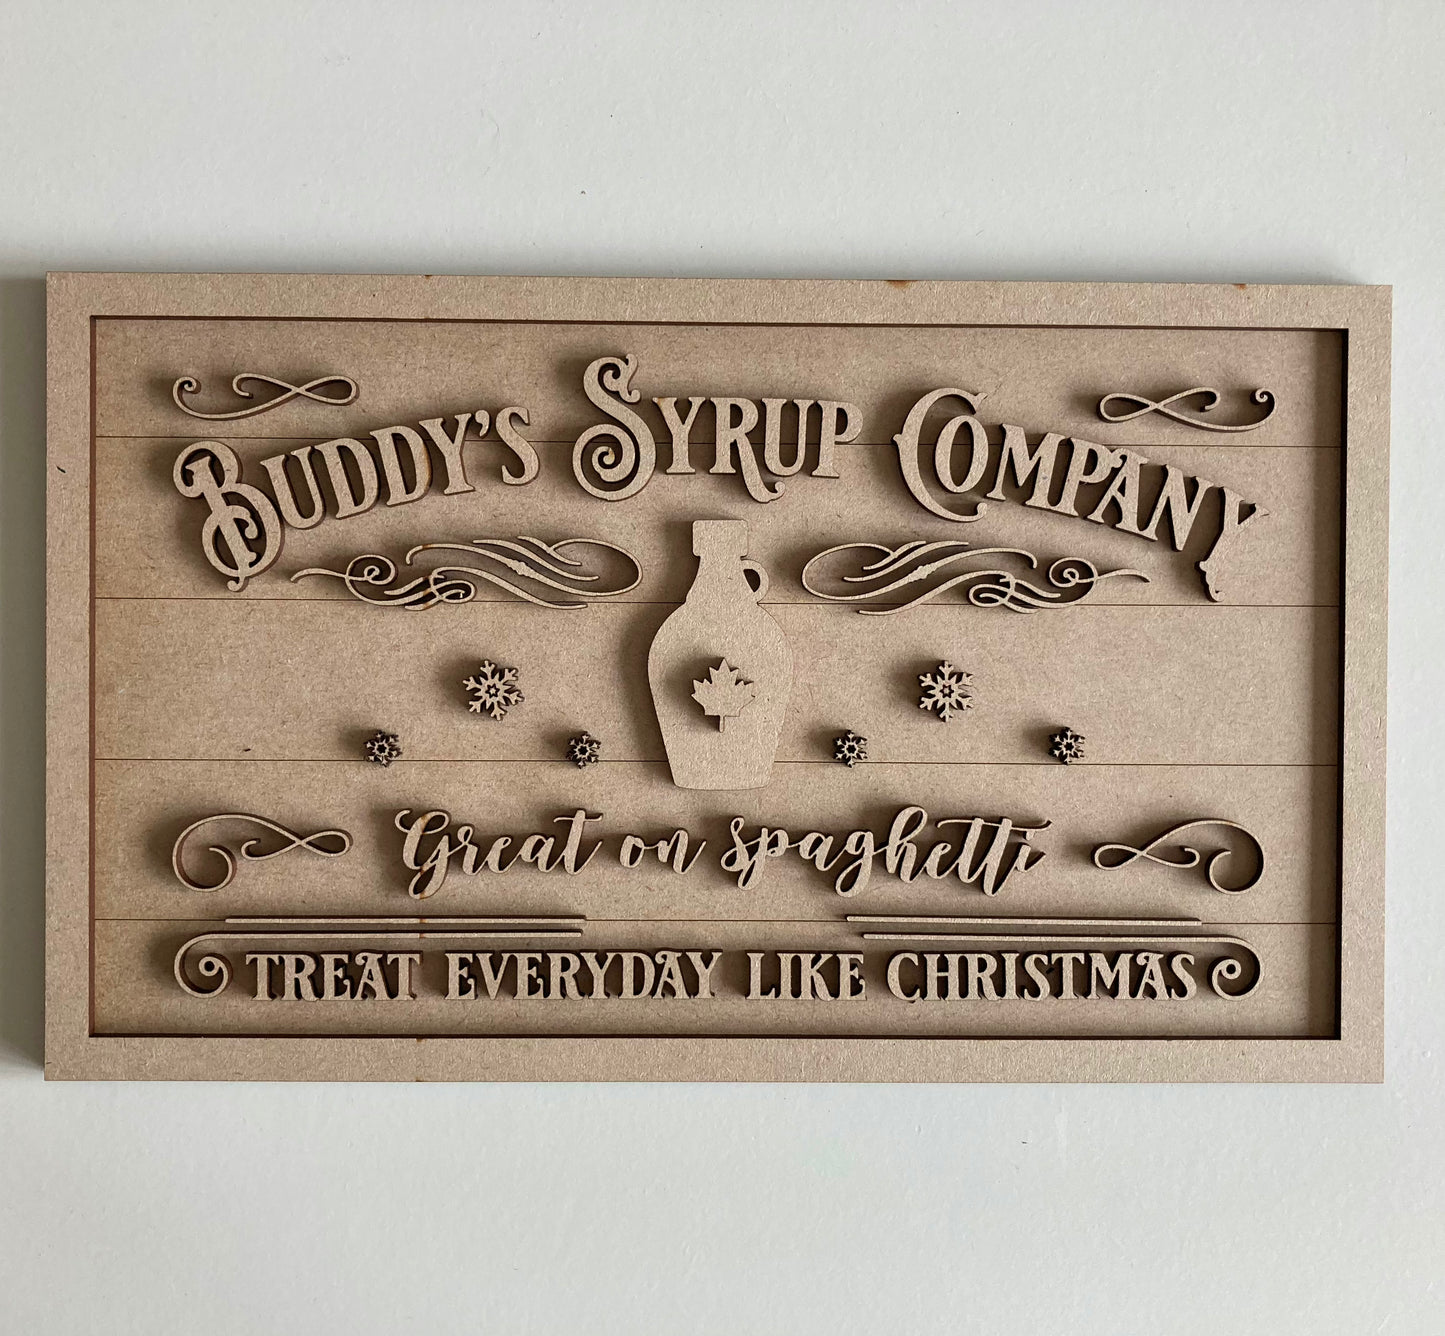 BUDDY'S SYRUP COMPANY
Great on spaghetti
TREAT EVERYDAY LIKE CHRISTMAS